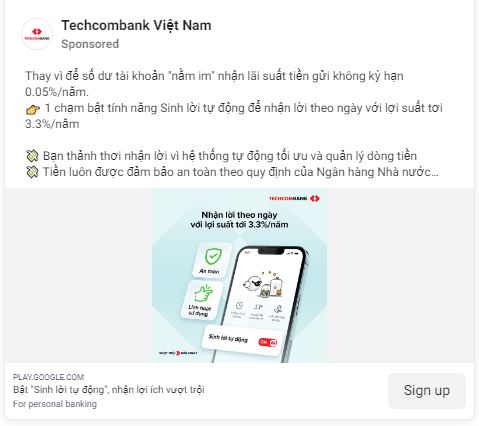 TECHCOMBANK
Techcombank Việt Nam
Sponsored
Thay vì để số dư tài khoản "nằm im" nhận lãi suất tiền gửi không kỳ hạn
0.05%/năm.
👉 1 chạm bật tính năng Sinh lời tự động để nhận lời theo ngày với lợi suất tơi
3.3%/năm
💸 Bạn thảnh thơi nhận lời vì hệ thống tự động tối ưu và quản lý dòng tiền
💸 Tiền luôn được đảm bảo an toàn theo quy định của Ngân hàng Nhà nước...
TECHCOMBANK
Nhận lời theo ngày
với lợi suất tới 3.3%/năm
An toàn
Linh hoạt
sử dụng
Sinh lời tự động
VƯỢT TRỘI HƠN MỖI NGÀY
PLAY.GOOGLE.COM
Bật "Sinh lời tự động", nhận lợi ích vượt trội
For personal banking
Sign up